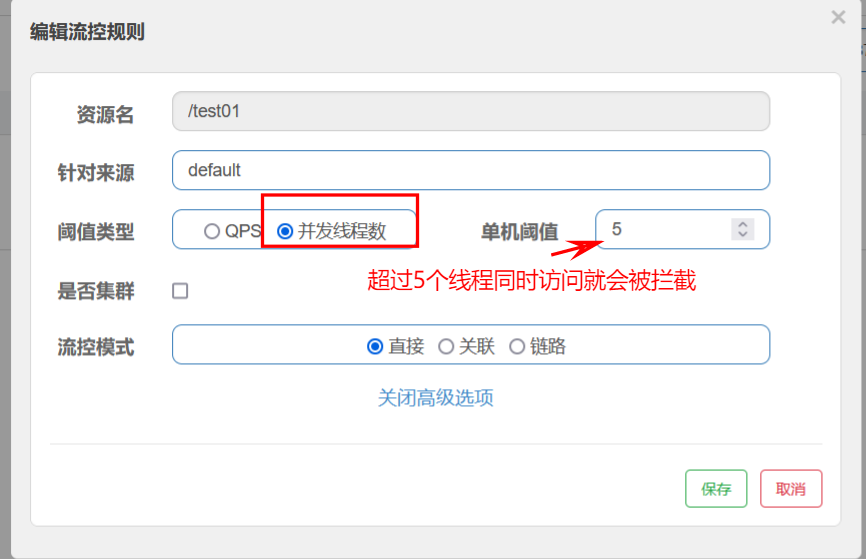 编辑流控规则
资源名 /test01
针对来源 default
阈值类型 QPS 并发线程数 单机阈值 5
超过5个线程同时访问就会被拦截
是否集群
流控模式 直接 关联 链路
关闭高级选项
保存 取消